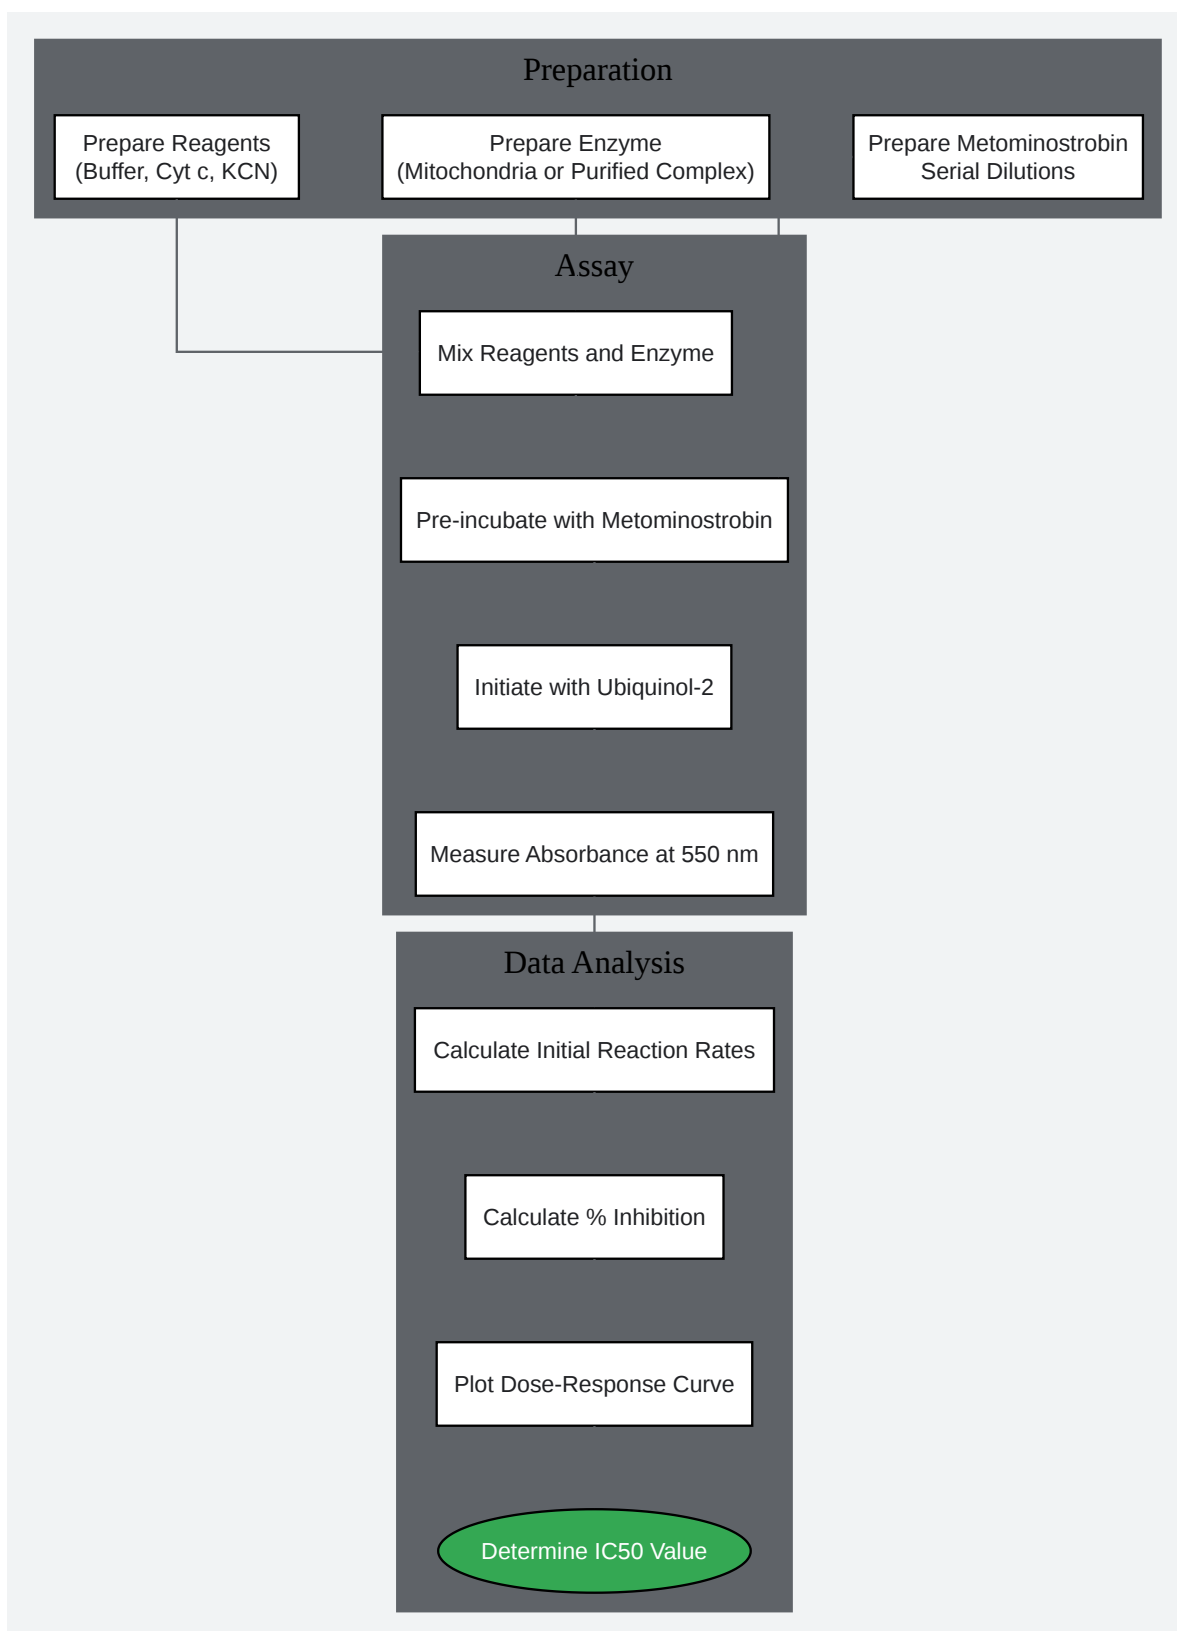 Preparation
Prepare Reagents
(Buffer, Cyt c, KCN)
Prepare Enzyme
(Mitochondria or Purified Complex)
Prepare Metominostrobin
Serial Dilutions
Assay
Mix Reagents and Enzyme
Pre-incubate with Metominostrobin
Initiate with Ubiquinol-2
Measure Absorbance at 550 nm
Data Analysis
Calculate Initial Reaction Rates
Calculate % Inhibition
Plot Dose-Response Curve
Determine IC50 Value